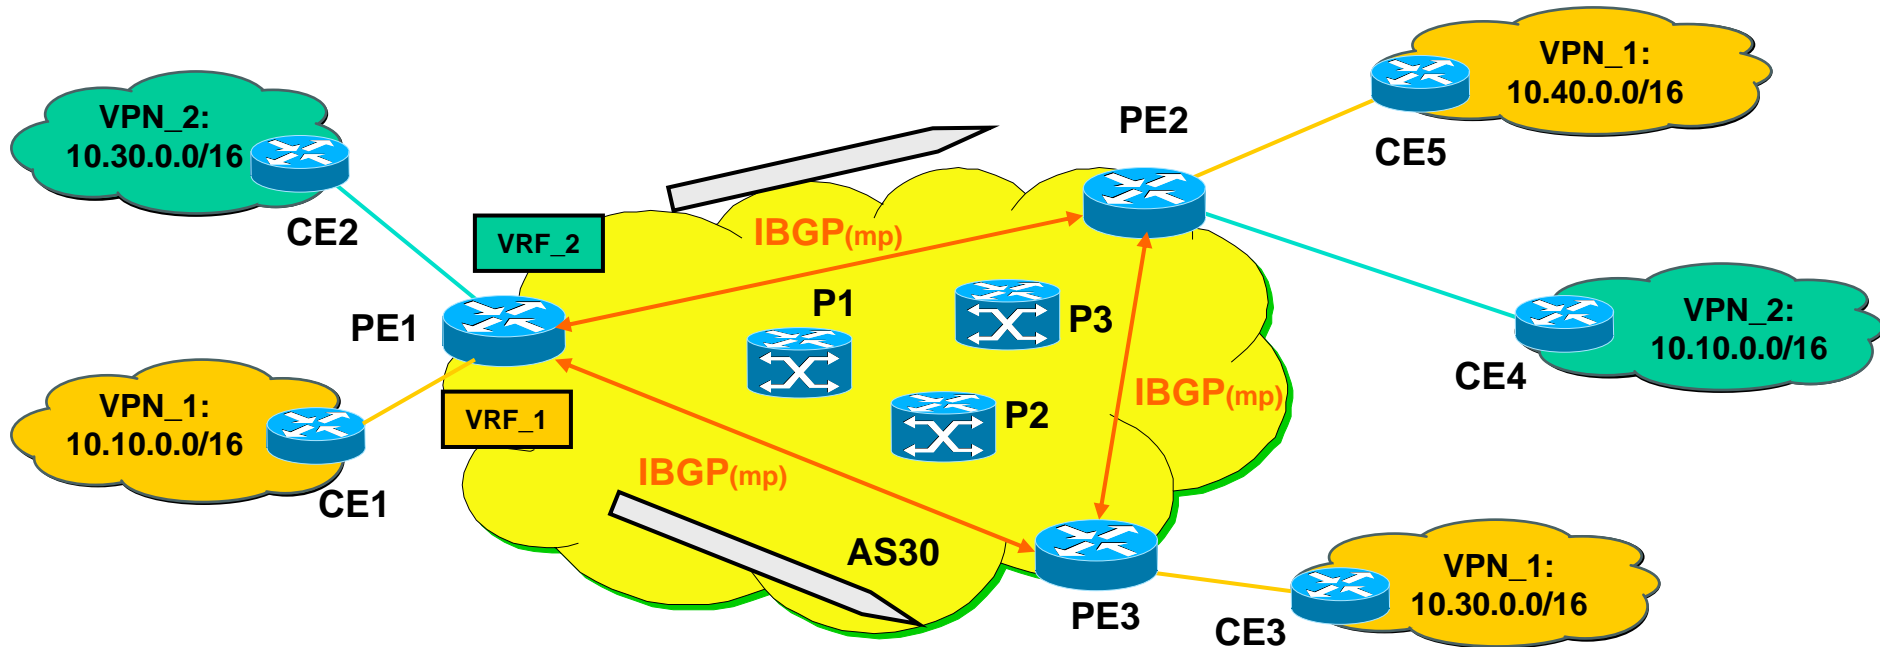 VPN_1:
10.40.0.0/16
CE5
PE2
VPN_2:
10.30.0.0/16
CE2
VRF_2
IBGP(mp)
P1
P3
PE1
VPN_2:
10.10.0.0/16
CE4
VPN_1:
10.10.0.0/16
CE1
VRF_1
P2
IBGP(mp)
IBGP(mp)
AS30
PE3
VPN_1:
10.30.0.0/16
CE3